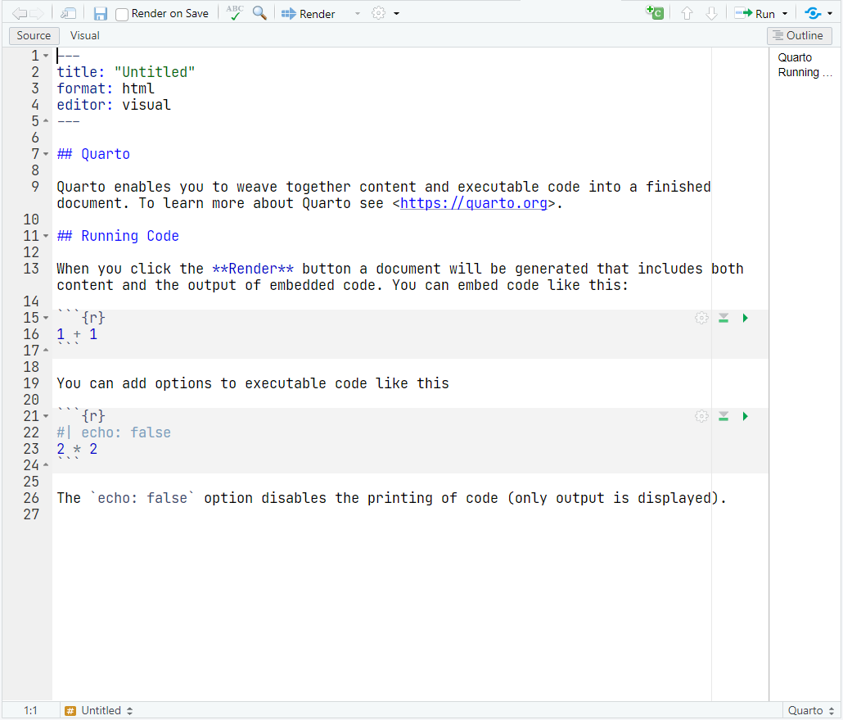 Render on Save ABC Render Run
Source Visual Outline
1 ---
2 title: "Untitled"
3 format: html
4 editor: visual
5 ---
6
7 ## Quarto
8
9 Quarto enables you to weave together content and executable code into a finished
document. To learn more about Quarto see <https://quarto.org>.
10
11 ## Running Code
12
13 When you click the **Render** button a document will be generated that includes both
content and the output of embedded code. You can embed code like this:
14
15 ```{r}
16 1 + 1
17 ```
18
19 You can add options to executable code like this
20
21 ```{r}
22 #| echo: false
23 2 * 2
24 ```
25
26 The `echo: false` option disables the printing of code (only output is displayed).
27
Quarto
Running ...
1:1 # Untitled Quarto